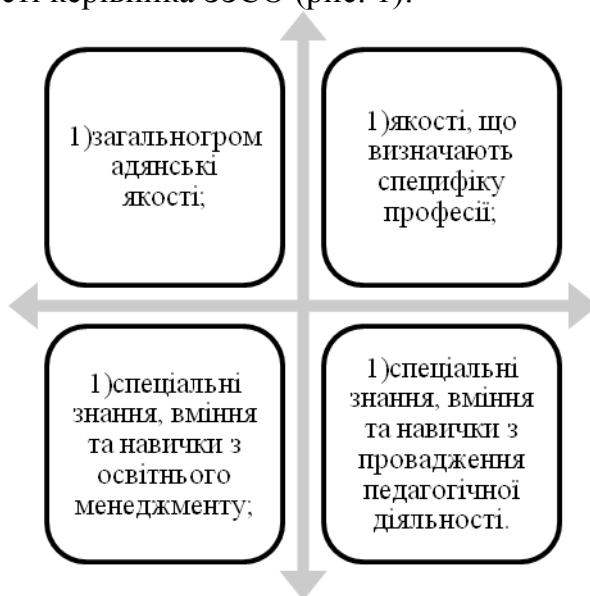 сті керівника ЗЗСО (рис. 1).
1)загальногром
адянські
якості;
1)якості, що
визначають
специфіку
професії;
1)спеціальні
знання, вміння
та навички з
освітнього
менеджменту;
1)спеціальні
знання, вміння
та навички з
провадження
педагогічної
діяльності.